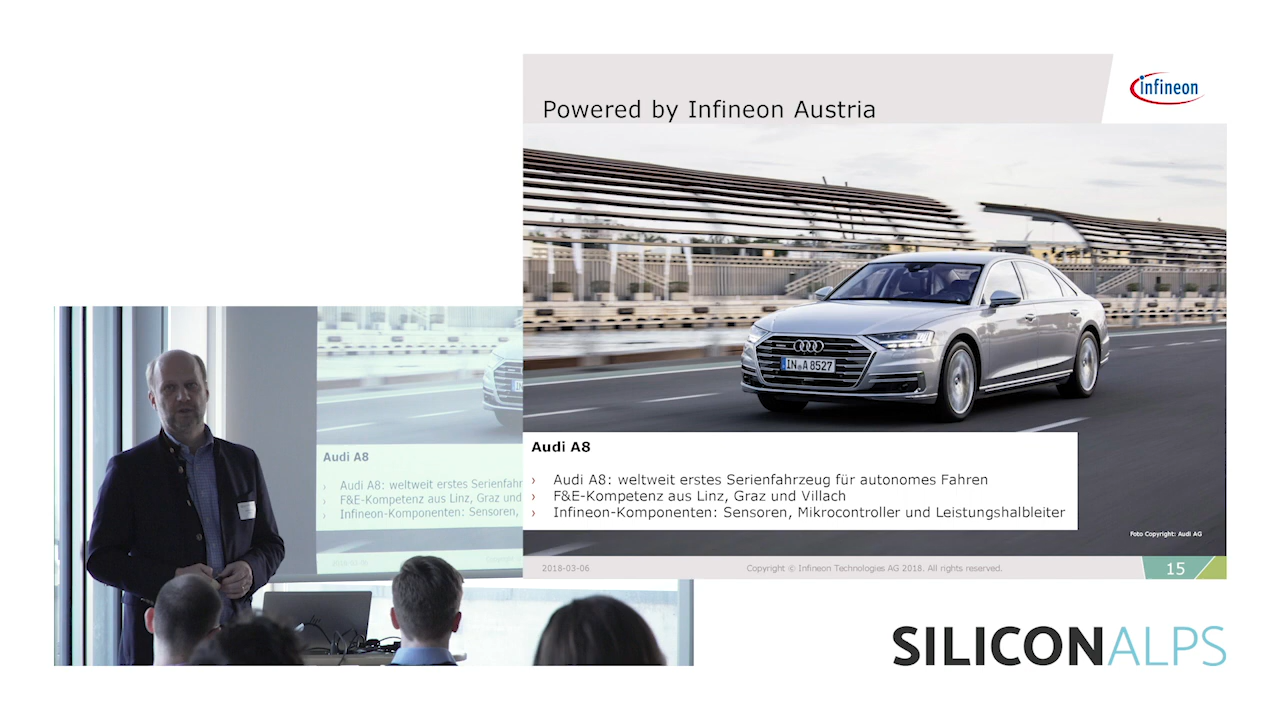 Powered by Infineon Austria
infineon
IN A 8527
Audi A8
› Audi A8: weltweit erstes Serienfahrzeug für autonomes Fahren
› F&E-Kompetenz aus Linz, Graz und Villach
› Infineon-Komponenten: Sensoren, Mikrocontroller und Leistungshalbleiter
Foto Copyright: Audi AG
2018-03-06
Copyright © Infineon Technologies AG 2018. All rights reserved.
15
Audi A8
› Audi A8: weltweit erstes Serienfahr
› F&E-Kompetenz aus Linz, Graz und
› Infineon-Komponenten: Sensoren,
SILICONALPS